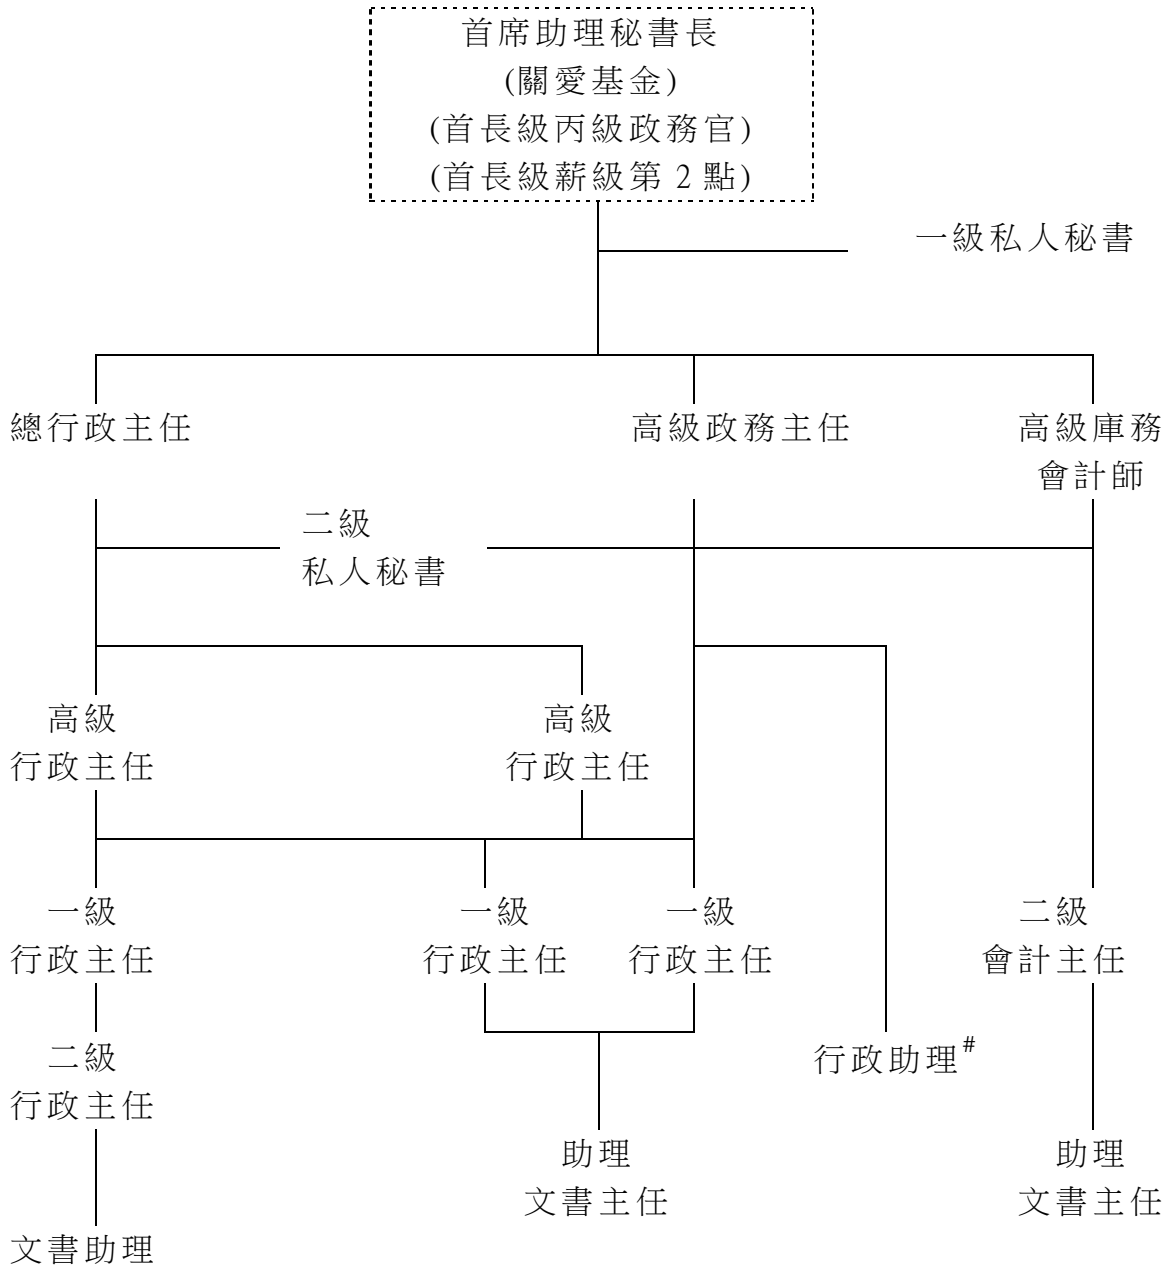 首席助理秘書長
(關愛基金)
(首長級丙級政務官)
(首長級薪級第 2 點)
一級私人秘書
總行政主任
高級政務主任
高級庫務
會計師
二級
私人秘書
高級
行政主任
高級
行政主任
一級
行政主任
一級
行政主任
一級
行政主任
二級
會計主任
二級
行政主任
行政助理#
助理
文書主任
助理
文書主任
文書助理